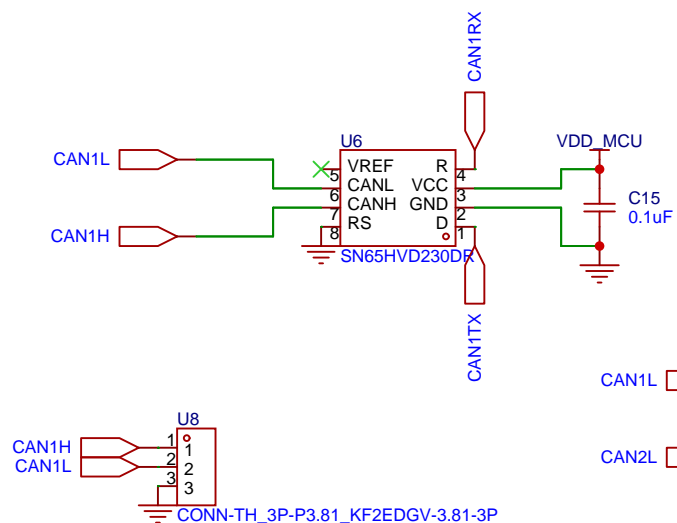 CAN1RX
U6
VDD_MCU
CAN1L
VREF
R
5
4
CANL
VCC
6
3
C15
CANH
GND
0.1uF
7
2
CAN1H
RS
D
8
1
SN65HVD230DR
CAN1TX
CAN1L
U8
CAN1H
1
1
CAN1L
2
2
CAN2L
3
3
CONN-TH_3P-P3.81_KF2EDGV-3.81-3P